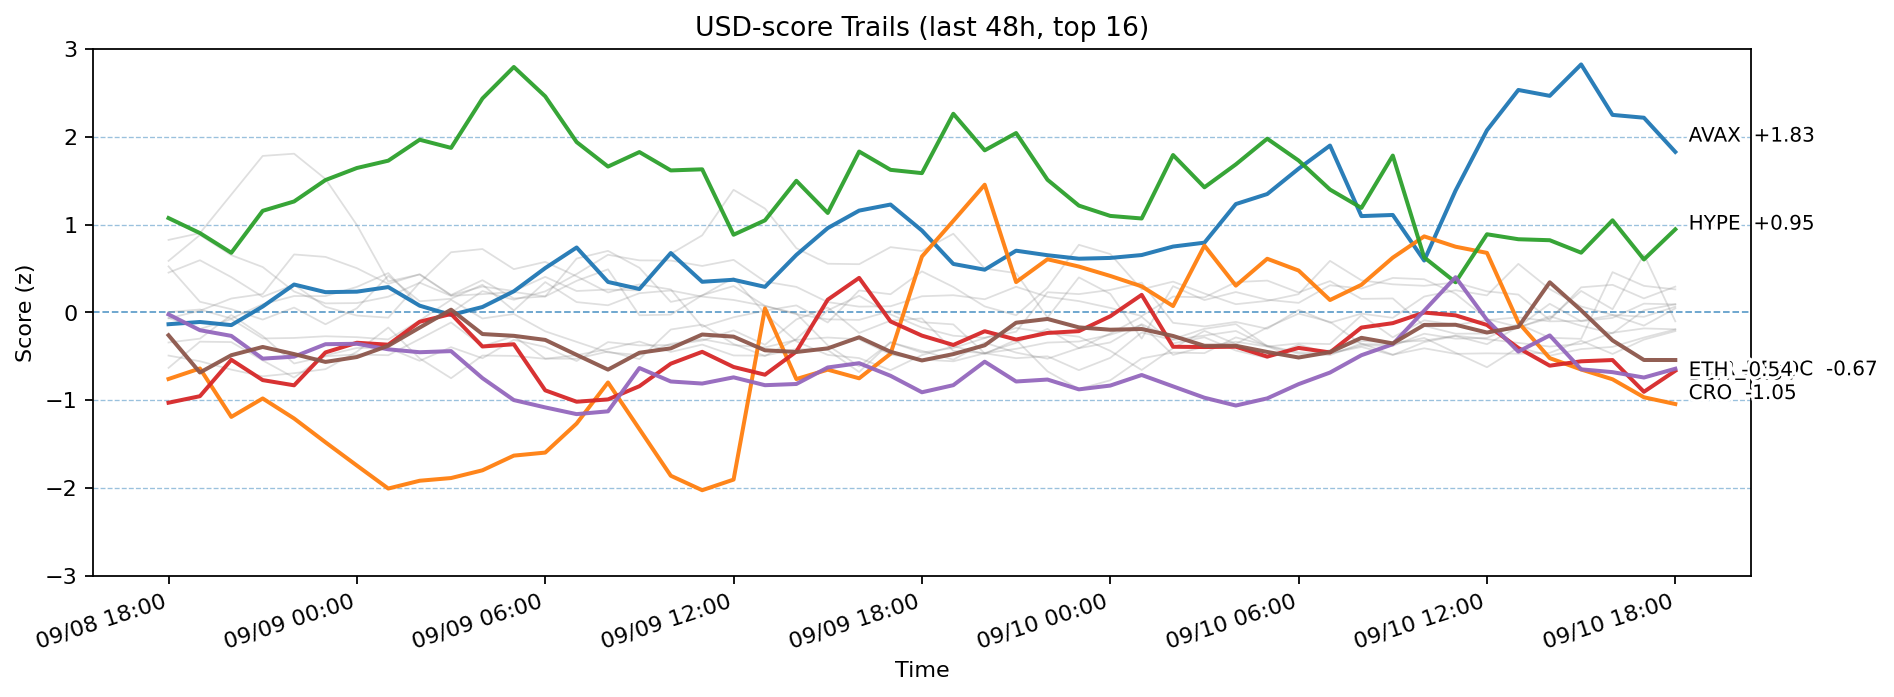 USD-score Trails (last 48h, top 16)
Score (z)
3
2
1
0
−1
−2
−3
AVAX +1.83
HYPE +0.95
ETH -0.54
-0.67
CRO -1.05
09/08 18:00
09/09 00:00
09/09 06:00
09/09 12:00
09/09 18:00
09/10 00:00
09/10 06:00
09/10 12:00
09/10 18:00
Time